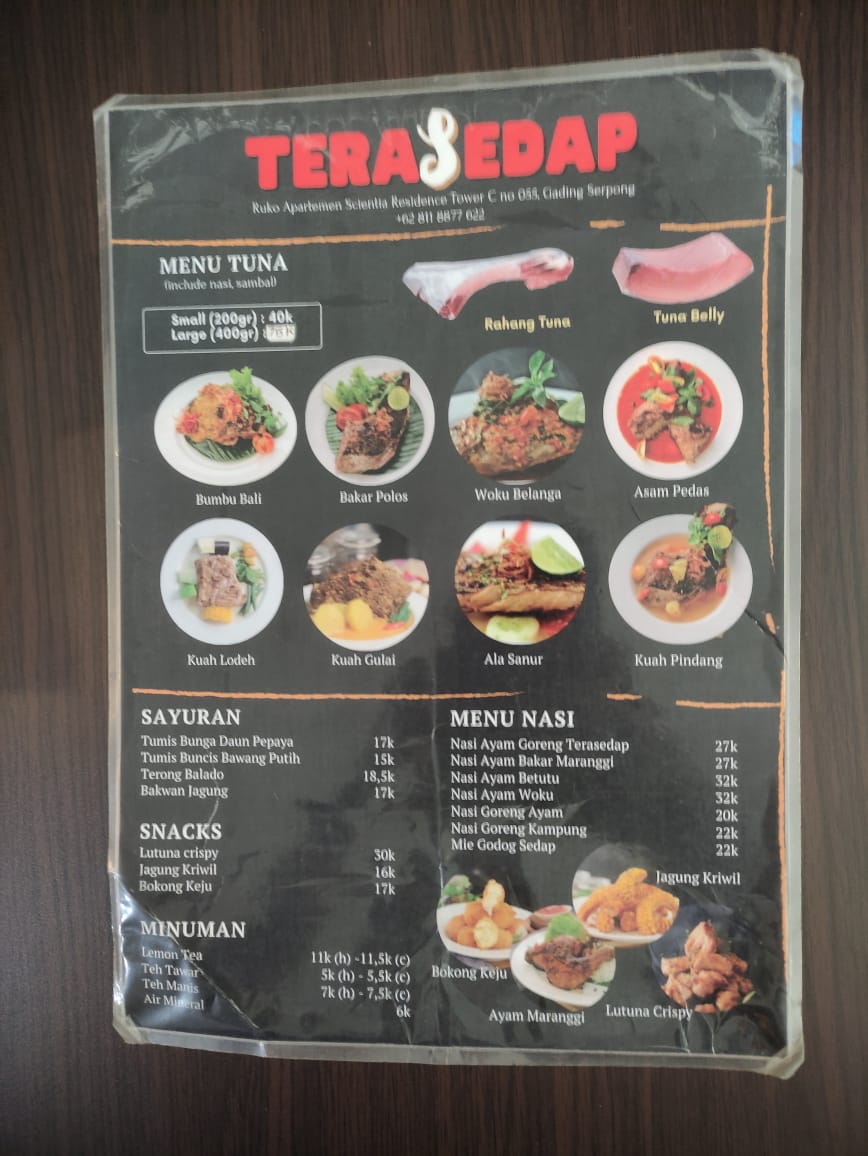 TERASEDAP
Ruko Apartemen Scientia Residence Tower C no 055, Gading Serpong
+62 811 8877 622
MENU TUNA
(include nasi, sambal)
Small (200gr) : 40k
Large (400gr) :
Rahang Tuna
Tuna Belly
Bumbu Bali
Bakar Polos
Woku Belanga
Asam Pedas
Kuah Lodeh
Kuah Gulai
Ala Sanur
Kuah Pindang
SAYURAN
Tumis Bunga Daun Pepaya 17k
Tumis Buncis Bawang Putih 15k
Terong Balado 18,5k
Bakwan Jagung 17k
SNACKS
Lutuna crispy 30k
Jagung Kriwil 16k
Bokong Keju 17k
MINUMAN
Lemon Tea 11k (h) -11,5k (c)
Teh Tawar 5k (h) - 5,5k (c)
Teh Manis 7k (h) - 7,5k (c)
Air Mineral 6k
MENU NASI
Nasi Ayam Goreng Terasedap 27k
Nasi Ayam Bakar Maranggi 27k
Nasi Ayam Betutu 32k
Nasi Ayam Woku 32k
Nasi Goreng Ayam 20k
Nasi Goreng Kampung 22k
Mie Godog Sedap 22k
Jagung Kriwil
Bokong Keju
Ayam Maranggi
Lutuna Crispy